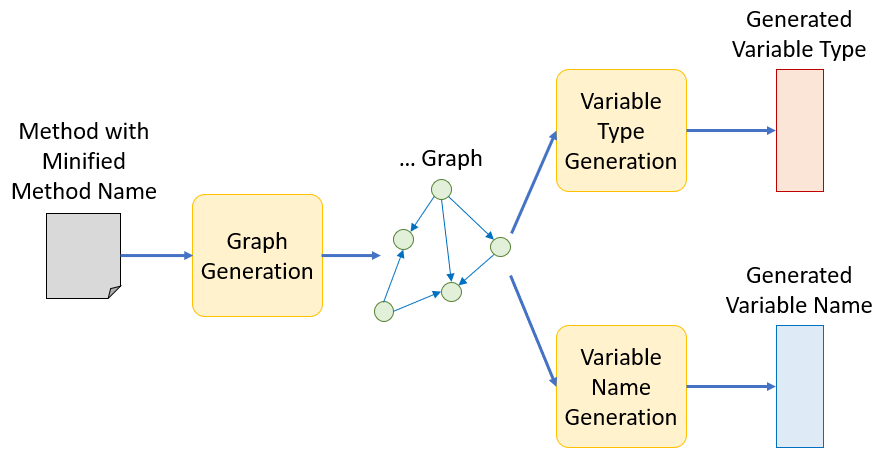 Method with
Minified
Method Name
Graph
Generation
... Graph
Variable
Type
Generation
Generated
Variable Type
Variable
Name
Generation
Generated
Variable Name